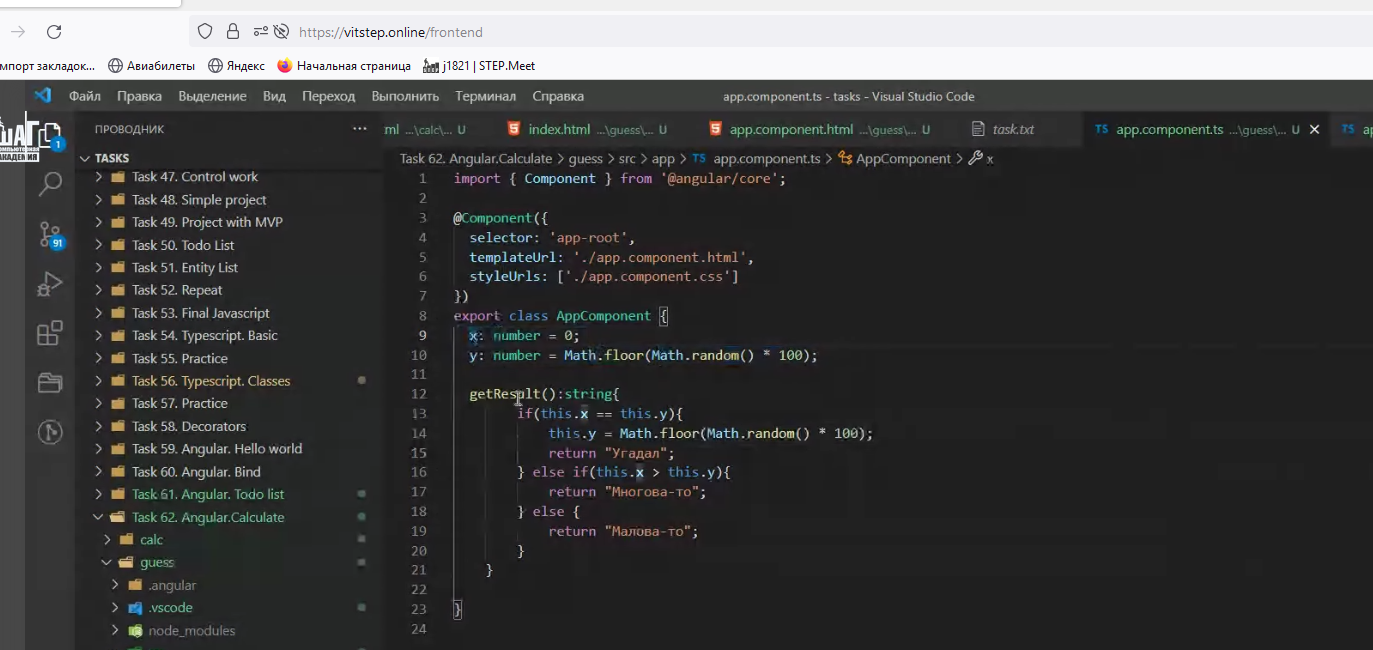 https://vitstep.online/frontend
мпорт закладок... Авиабилеты Яндекс Начальная страница j1821 | STEP.Meet
Файл Правка Выделение Вид Переход Выполнить Терминал Справка app.component.ts - tasks - Visual Studio Code
ШАГ
КОМПЬЮТЕРНАЯ
АКАДЕМИЯ
1
91
ПРОВОДНИК ...
TASKS
Task 47. Control work
Task 48. Simple project
Task 49. Project with MVP
Task 50. Todo List
Task 51. Entity List
Task 52. Repeat
Task 53. Final Javascript
Task 54. Typescript. Basic
Task 55. Practice
Task 56. Typescript. Classes
Task 57. Practice
Task 58. Decorators
Task 59. Angular. Hello world
Task 60. Angular. Bind
Task 61. Angular. Todo list
Task 62. Angular.Calculate
calc
guess
.angular
.vscode
node_modules
ml ...\calc\... U index.html ...\guess\... U app.component.html ...\guess\... U task.txt TS app.component.ts ...\guess\... U TS ap
Task 62. Angular.Calculate > guess > src > app > TS app.component.ts > AppComponent > x
1 import { Component } from '@angular/core';
2
3 @Component({
4 selector: 'app-root',
5 templateUrl: './app.component.html',
6 styleUrls: ['./app.component.css']
7 })
8 export class AppComponent {
9 x: number = 0;
10 y: number = Math.floor(Math.random() * 100);
11
12 getResult():string{
13 if(this.x == this.y){
14 this.y = Math.floor(Math.random() * 100);
15 return "Угадал";
16 } else if(this.x > this.y){
17 return "Многова-то";
18 } else {
19 return "Малова-то";
20 }
21 }
22
23 }
24